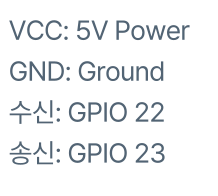 VCC: 5V Power
GND: Ground
수신: GPIO 22
송신: GPIO 23